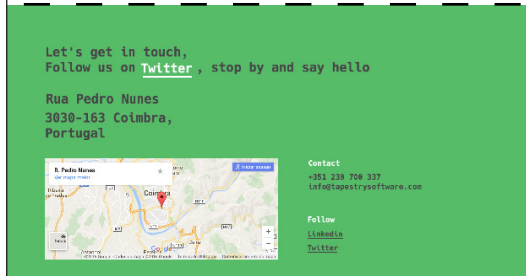 Let's get in touch,
Follow us on Twitter , stop by and say hello
Rua Pedro Nunes
3030-163 Coimbra,
Portugal
R. Pedro Nunes
Coimbra
Google
Contact
+351 239 700 337
info@tapestrysoftware.com
Follow
Linkedin
Twitter